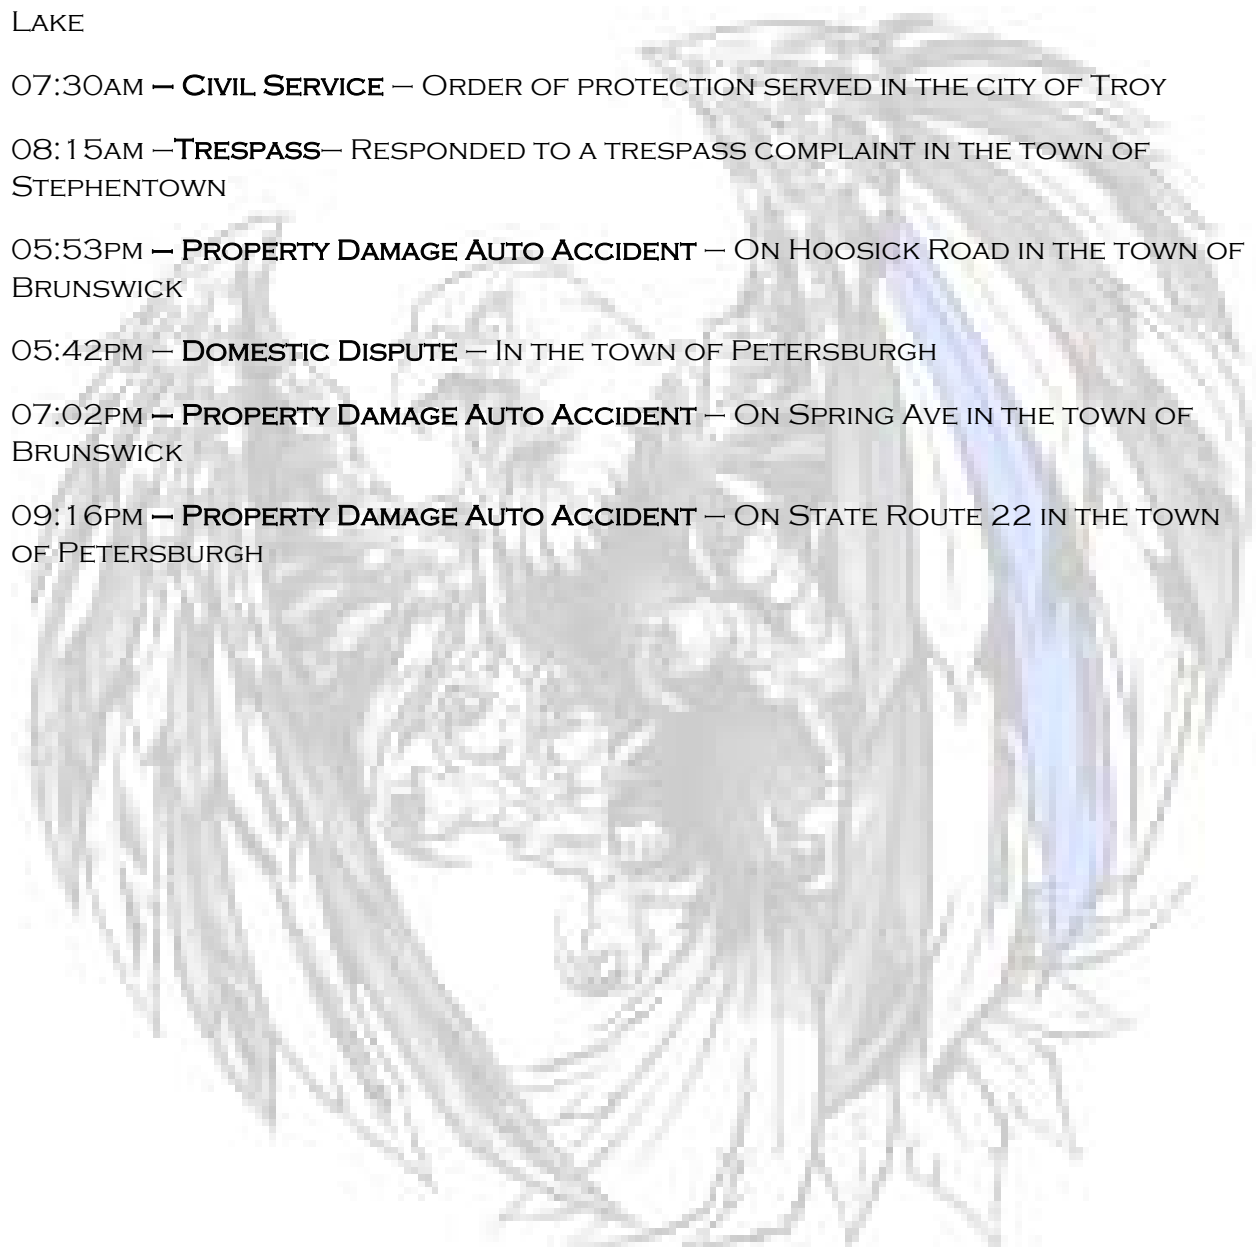 Lake
07:30am – Civil Service – Order of protection served in the city of Troy
08:15am –Trespass– Responded to a trespass complaint in the town of
Stephentown
05:53pm – Property Damage Auto Accident – On Hoosick Road in the town of
Brunswick
05:42pm – Domestic Dispute – In the town of Petersburgh
07:02pm – Property Damage Auto Accident – On Spring Ave in the town of
Brunswick
09:16pm – Property Damage Auto Accident – On State Route 22 in the town
of Petersburgh